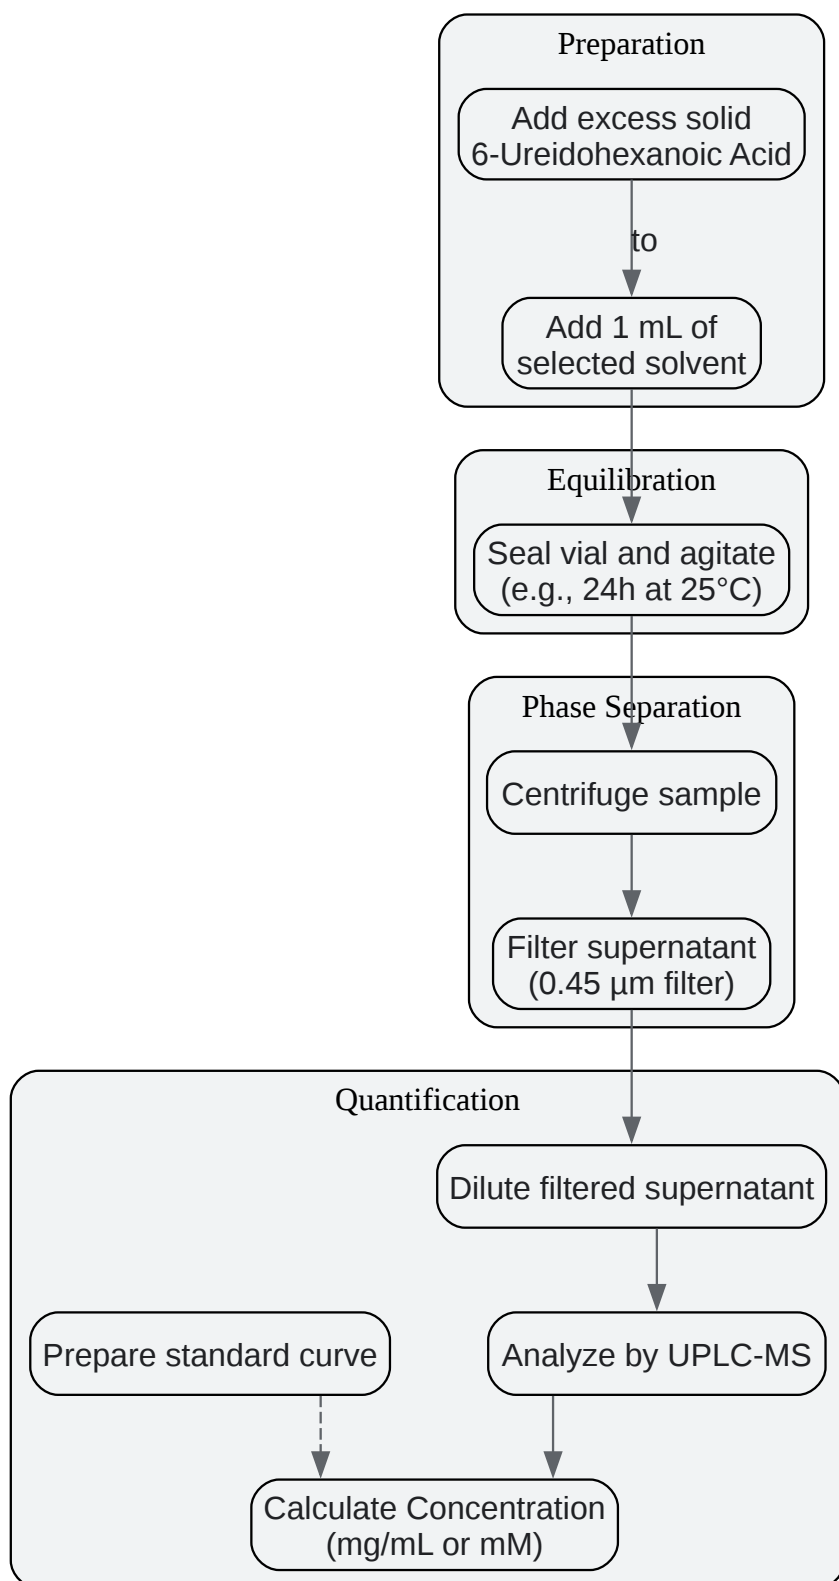 Preparation
Add excess solid
6-Ureidohexanoic Acid
to
Add 1 mL of
selected solvent
Equilibration
Seal vial and agitate
(e.g., 24h at 25°C)
Phase Separation
Centrifuge sample
Filter supernatant
(0.45 µm filter)
Quantification
Dilute filtered supernatant
Prepare standard curve
Analyze by UPLC-MS
Calculate Concentration
(mg/mL or mM)